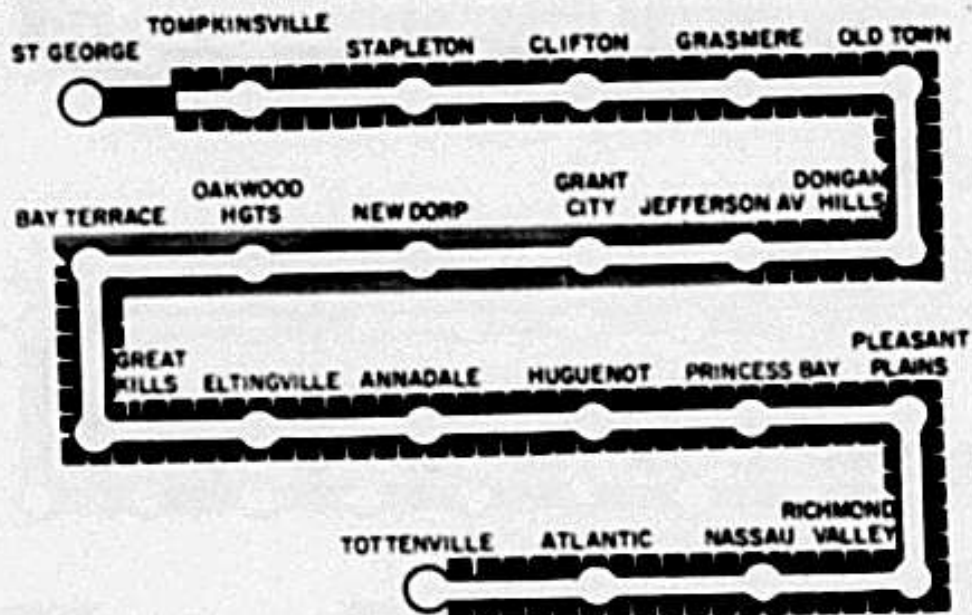 ST GEORGE
TOMPKINSVILLE
STAPLETON
CLIFTON
GRASMERE
OLD TOWN
BAY TERRACE
OAKWOOD
HGTS
NEW DORP
GRANT
CITY
JEFFERSON AV
DONGAN
HILLS
GREAT
KILLS
ELTINGVILLE
ANNADALE
HUGUENOT
PRINCESS BAY
PLEASANT
PLAINS
TOTTENVILLE
ATLANTIC
NASSAU
RICHMOND
VALLEY